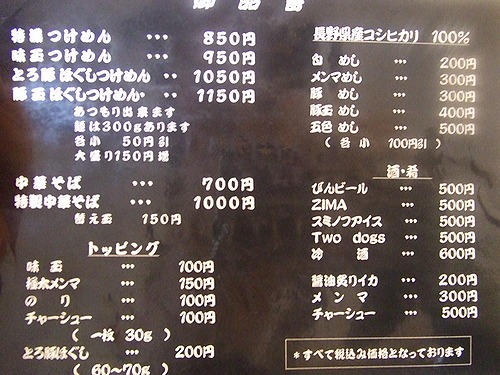 御品書
特濃つけめん … 850円
味玉つけめん … 950円
とろ豚ほぐしつけめん ‥ 1050円
豚玉ほぐしつけめん‥ 1150円
あつもり出来ます
麺は300gあります
各小 50円引
大盛り150円増
中華そば … 700円
特製中華そば … 1000円
替え玉 150円
トッピング
味玉 … 100円
極太メンマ … 150円
のり … 100円
チャーシュー … 100円
( 一枚 30g )
とろ豚ほぐし … 200円
( 60〜70g )
長野県産コシヒカリ 100%
白めし … 200円
メンマめし … 300円
豚めし … 300円
豚玉めし … 400円
五色めし … 500円
( 各小 100円引 )
酒・肴
びんビール … 500円
ZIMA … 500円
スミノフアイス … 500円
Two dogs … 500円
冷酒 … 600円
醤油炙りイカ … 200円
メンマ … 300円
チャーシュー … 500円
*すべて税込み価格となっております